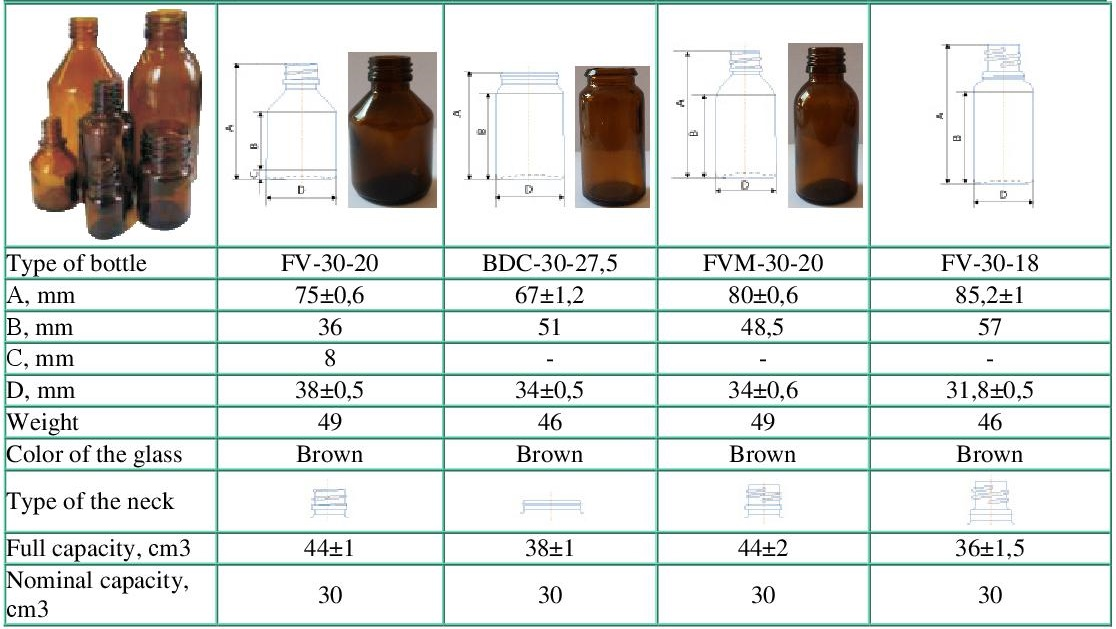 A
B
C
D
A
B
D
A
B
D
A
B
D
Type of bottle FV-30-20 BDC-30-27,5 FVM-30-20 FV-30-18
A, mm 75±0,6 67±1,2 80±0,6 85,2±1
B, mm 36 51 48,5 57
C, mm 8 - - -
D, mm 38±0,5 34±0,5 34±0,6 31,8±0,5
Weight 49 46 49 46
Color of the glass Brown Brown Brown Brown
Type of the neck
Full capacity, cm3 44±1 38±1 44±2 36±1,5
Nominal capacity,
cm3 30 30 30 30